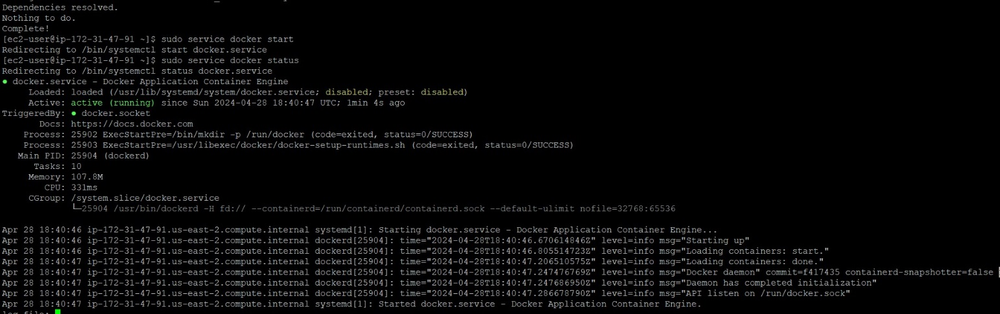 Dependencies resolved.
Nothing to do.
Complete!
[ec2-user@ip-172-31-47-91 ~]$ sudo service docker start
Redirecting to /bin/systemctl start docker.service
[ec2-user@ip-172-31-47-91 ~]$ sudo service docker status
Redirecting to /bin/systemctl status docker.service
● docker.service - Docker Application Container Engine
Loaded: loaded (/usr/lib/systemd/system/docker.service; disabled; preset: disabled)
Active: active (running) since Sun 2024-04-28 18:40:47 UTC; 1min 4s ago
TriggeredBy: ● docker.socket
Docs: https://docs.docker.com
Process: 25902 ExecStartPre=/bin/mkdir -p /run/docker (code=exited, status=0/SUCCESS)
Process: 25903 ExecStartPre=/usr/libexec/docker/docker-setup-runtimes.sh (code=exited, status=0/SUCCESS)
Main PID: 25904 (dockerd)
Tasks: 10
Memory: 107.8M
CPU: 331ms
CGroup: /system.slice/docker.service
└─25904 /usr/bin/dockerd -H fd:// --containerd=/run/containerd/containerd.sock --default-ulimit nofile=32768:65536
Apr 28 18:40:46 ip-172-31-47-91.us-east-2.compute.internal systemd[1]: Starting docker.service - Docker Application Container Engine...
Apr 28 18:40:46 ip-172-31-47-91.us-east-2.compute.internal dockerd[25904]: time="2024-04-28T18:40:46.670614846Z" level=info msg="Starting up"
Apr 28 18:40:46 ip-172-31-47-91.us-east-2.compute.internal dockerd[25904]: time="2024-04-28T18:40:46.805514723Z" level=info msg="Loading containers: start."
Apr 28 18:40:47 ip-172-31-47-91.us-east-2.compute.internal dockerd[25904]: time="2024-04-28T18:40:47.206510575Z" level=info msg="Loading containers: done."
Apr 28 18:40:47 ip-172-31-47-91.us-east-2.compute.internal dockerd[25904]: time="2024-04-28T18:40:47.247476769Z" level=info msg="Docker daemon" commit=f417435 containerd-snapshotter=false
Apr 28 18:40:47 ip-172-31-47-91.us-east-2.compute.internal dockerd[25904]: time="2024-04-28T18:40:47.247686950Z" level=info msg="Daemon has completed initialization"
Apr 28 18:40:47 ip-172-31-47-91.us-east-2.compute.internal dockerd[25904]: time="2024-04-28T18:40:47.286678790Z" level=info msg="API listen on /run/docker.sock"
Apr 28 18:40:47 ip-172-31-47-91.us-east-2.compute.internal systemd[1]: Started docker.service - Docker Application Container Engine.
log file: